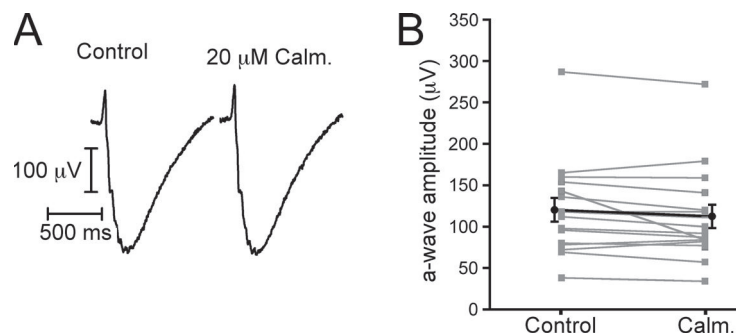 A
Control
20 μM Calm.
100 μV
500 ms
B
a-wave amplitude (μV)
350
300
250
200
150
100
50
0
Control
Calm.